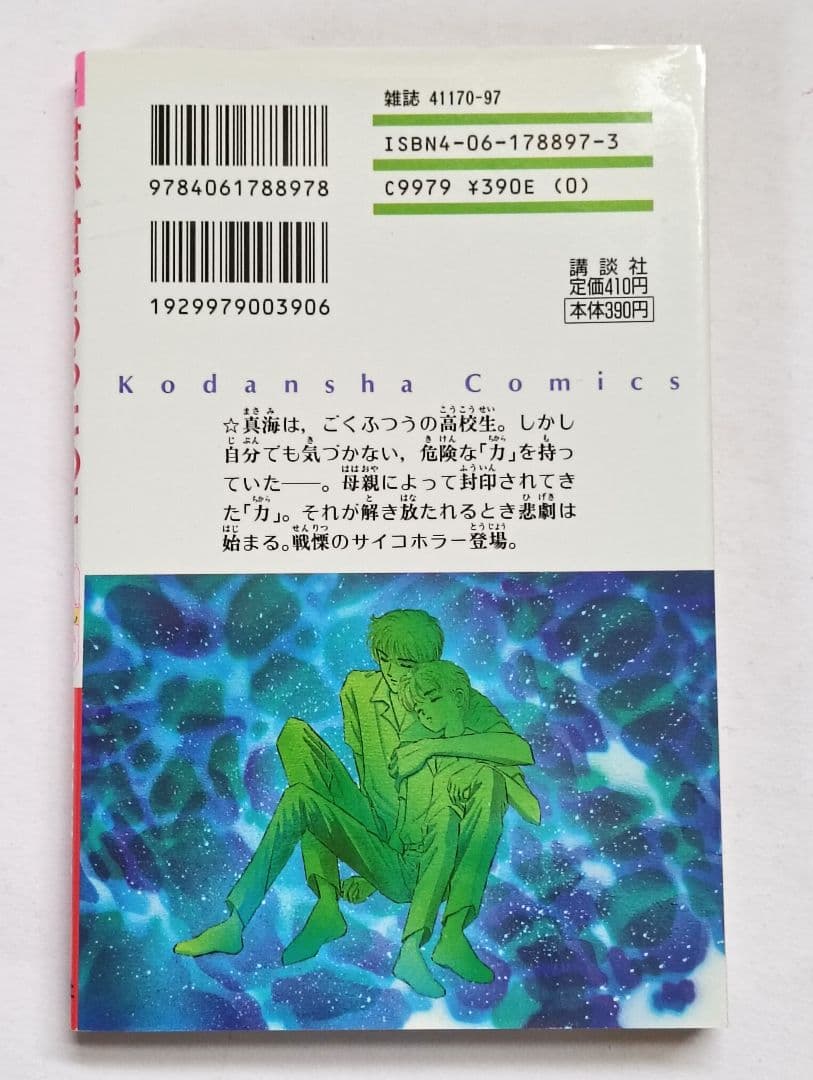 雑誌 41170-97
ISBN4-06-178897-3
C9979 ¥390E (0)
9784061788978
1929979003906
講談社
定価410円
本体390円
Kodansha Comics
☆真海は，ごくふつうの高校生。しかし
自分でも気づかない，危険な「力」を持っ
ていた──。母親によって封印されてき
た「力」。それが解き放たれるとき悲劇は
始まる。戦慄のサイコホラー登場。